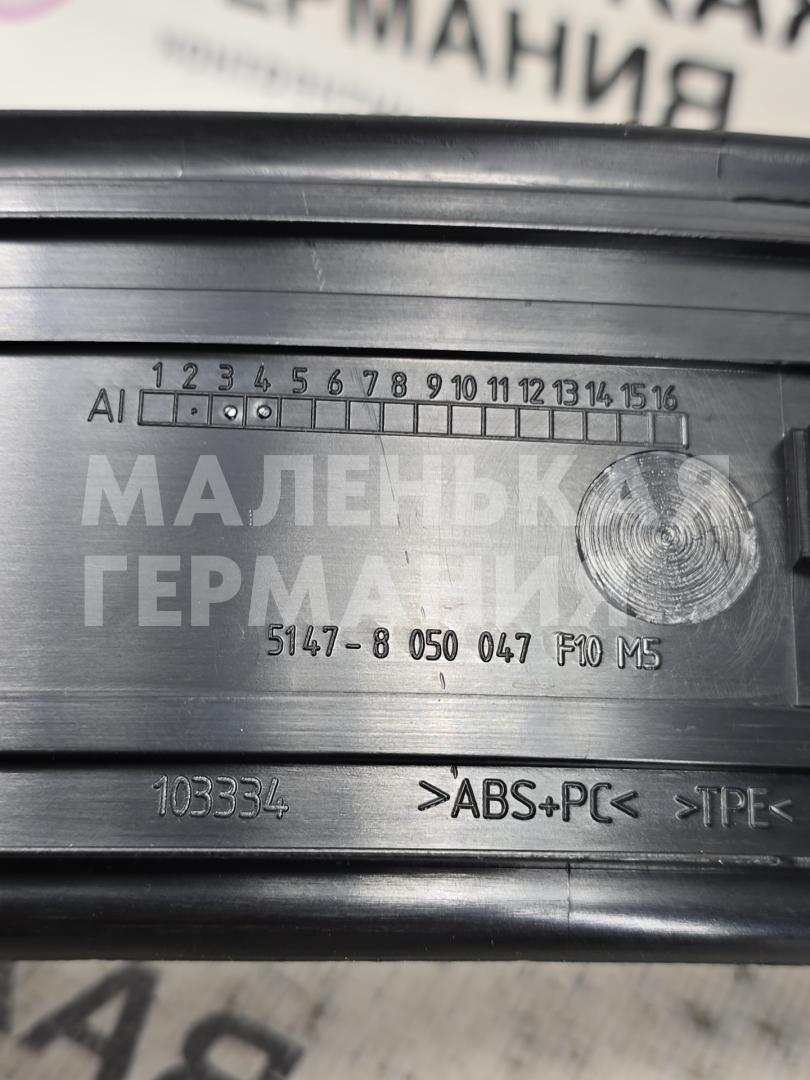 ГЕРМАНИЯ
1 2 3 4 5 6 7 8 9 10 11 12 13 14 15 16
AI
МАЛЕНЬКАЯ
ГЕРМАНИЯ
5147-8 050 047 F10 M5
103334 >ABS+PC< >TPE<